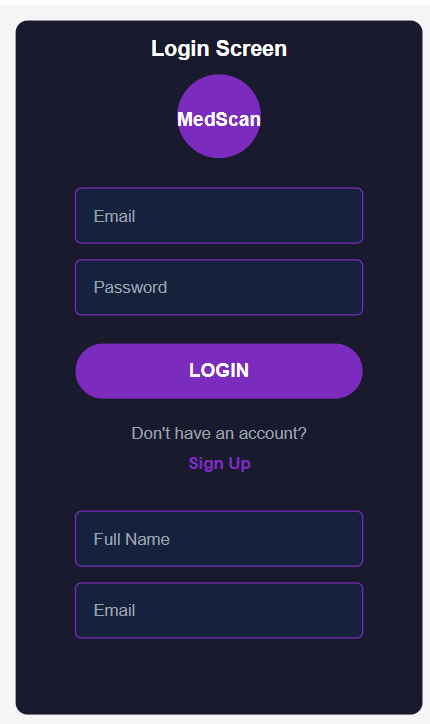 Login Screen
MedScan
Email
Password
LOGIN
Don't have an account?
Sign Up
Full Name
Email